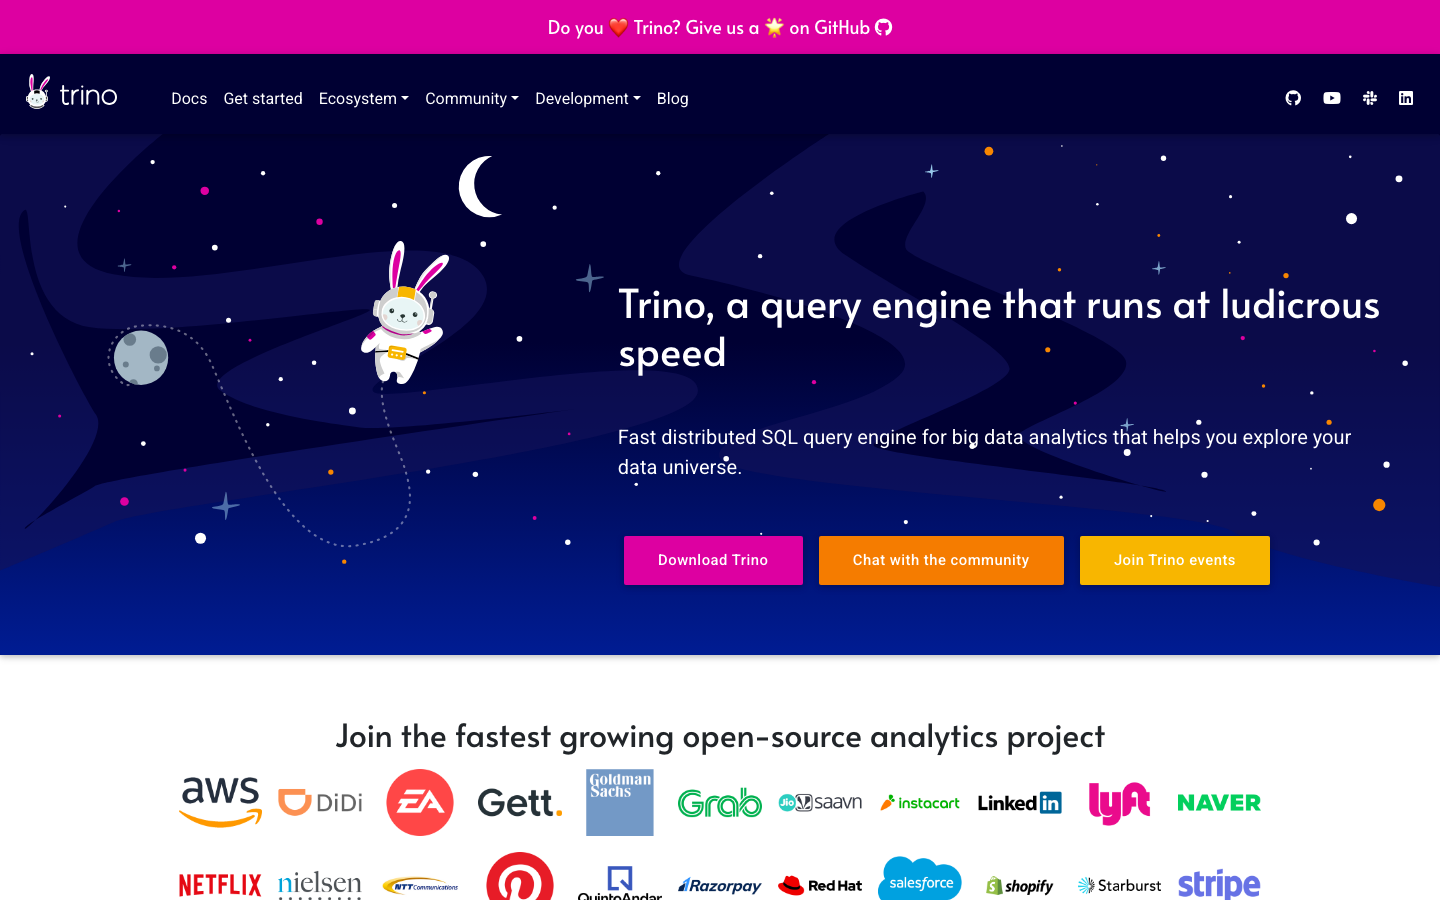 Do you ❤️ Trino? Give us a 🌟 on GitHub
trino
Docs Get started Ecosystem Community Development Blog
Trino, a query engine that runs at ludicrous
speed
Fast distributed SQL query engine for big data analytics that helps you explore your
data universe.
Download Trino Chat with the community Join Trino events
Join the fastest growing open-source analytics project
aws DiDi EA Gett. Goldman Sachs Grab Jio saavn instacart Linked in lyft NAVER
NETFLIX nielsen NTT Communications QuintoAndar Razorpay Red Hat salesforce shopify Starburst stripe